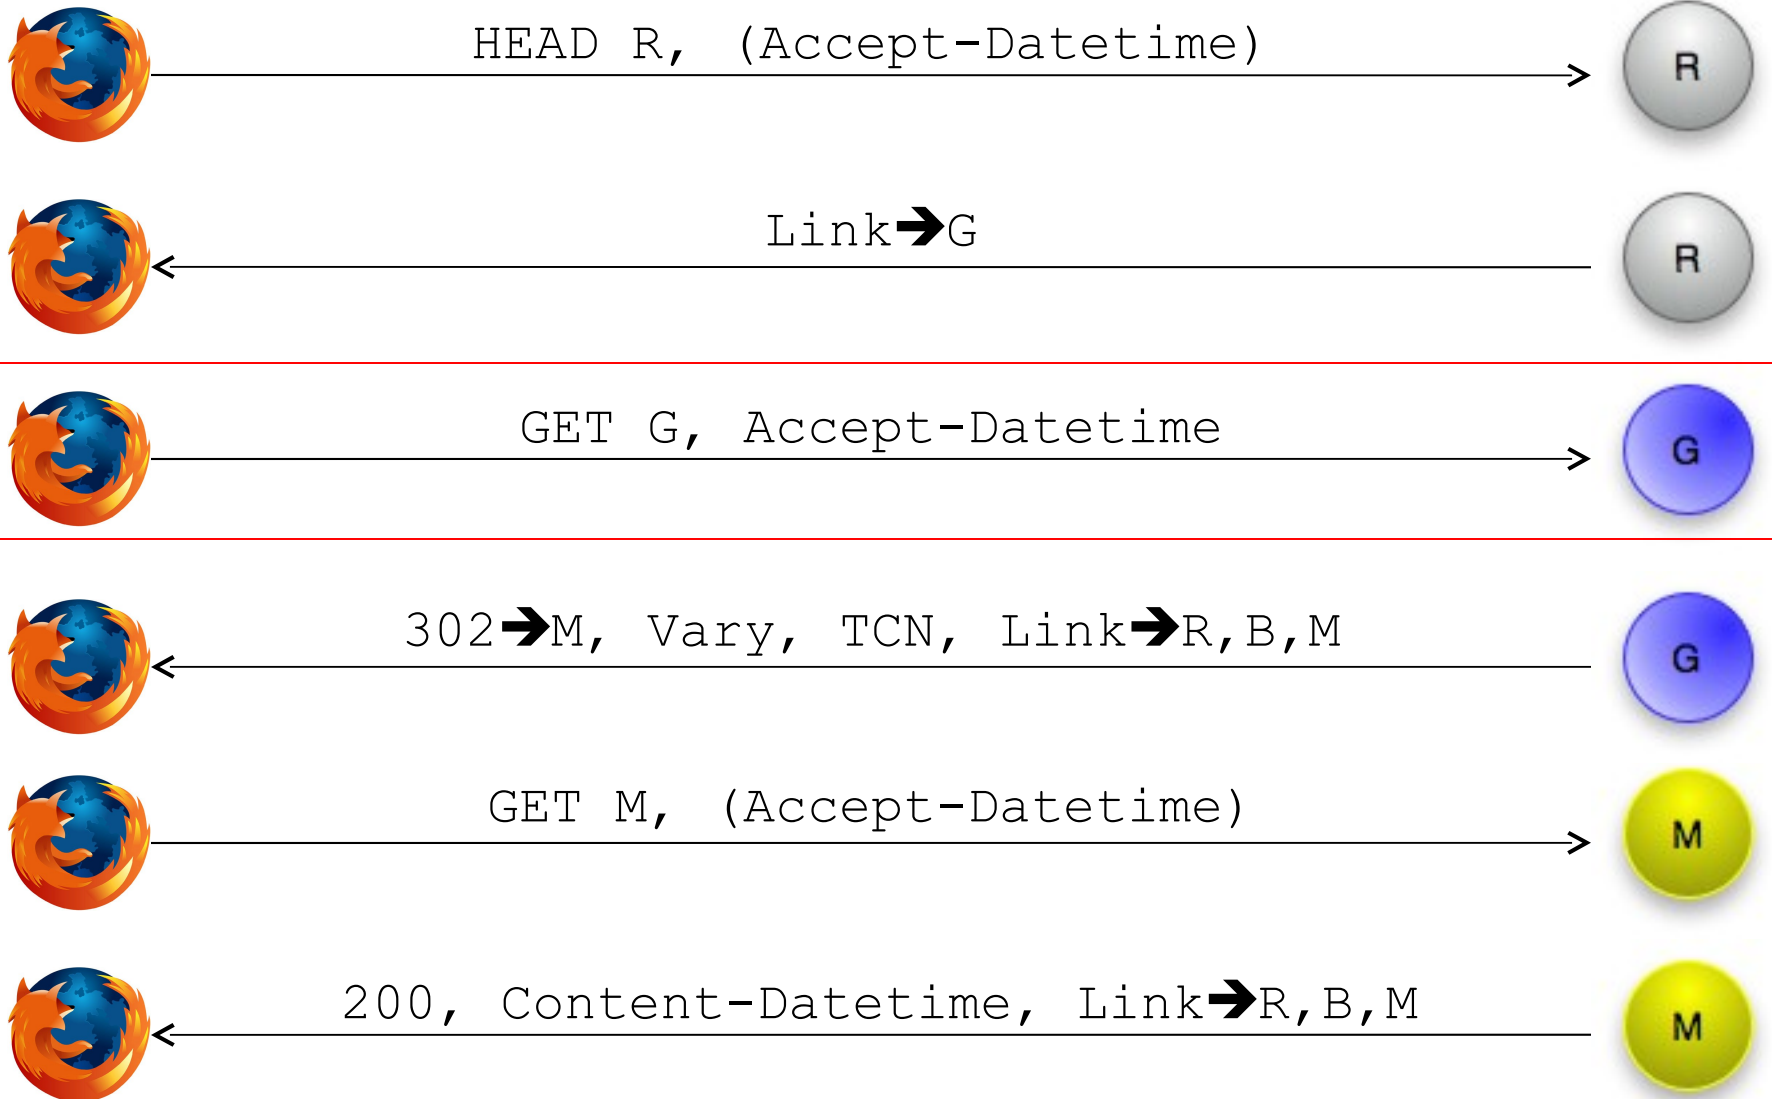 HEAD R, (Accept-Datetime)
R
Link➔G
R
GET G, Accept-Datetime
G
302➔M, Vary, TCN, Link➔R,B,M
G
GET M, (Accept-Datetime)
M
200, Content-Datetime, Link➔R,B,M
M